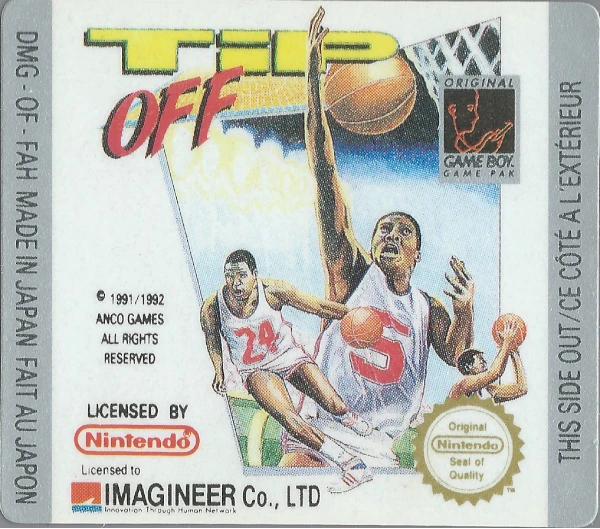 DMG - OF - FAH MADE IN JAPAN FAIT AU JAPON
TiP
OFF
ORIGINAL
GAME BOY
GAME PAK
© 1991/1992
ANCO GAMES
ALL RIGHTS
RESERVED
24
5
LICENSED BY
Nintendo®
Licensed to
IMAGINEER Co., LTD
Innovation Through Human Network
Original
Nintendo
Seal of
Quality
TM
THIS SIDE OUT/CE CÔTÉ A L'EXTÉRIEUR